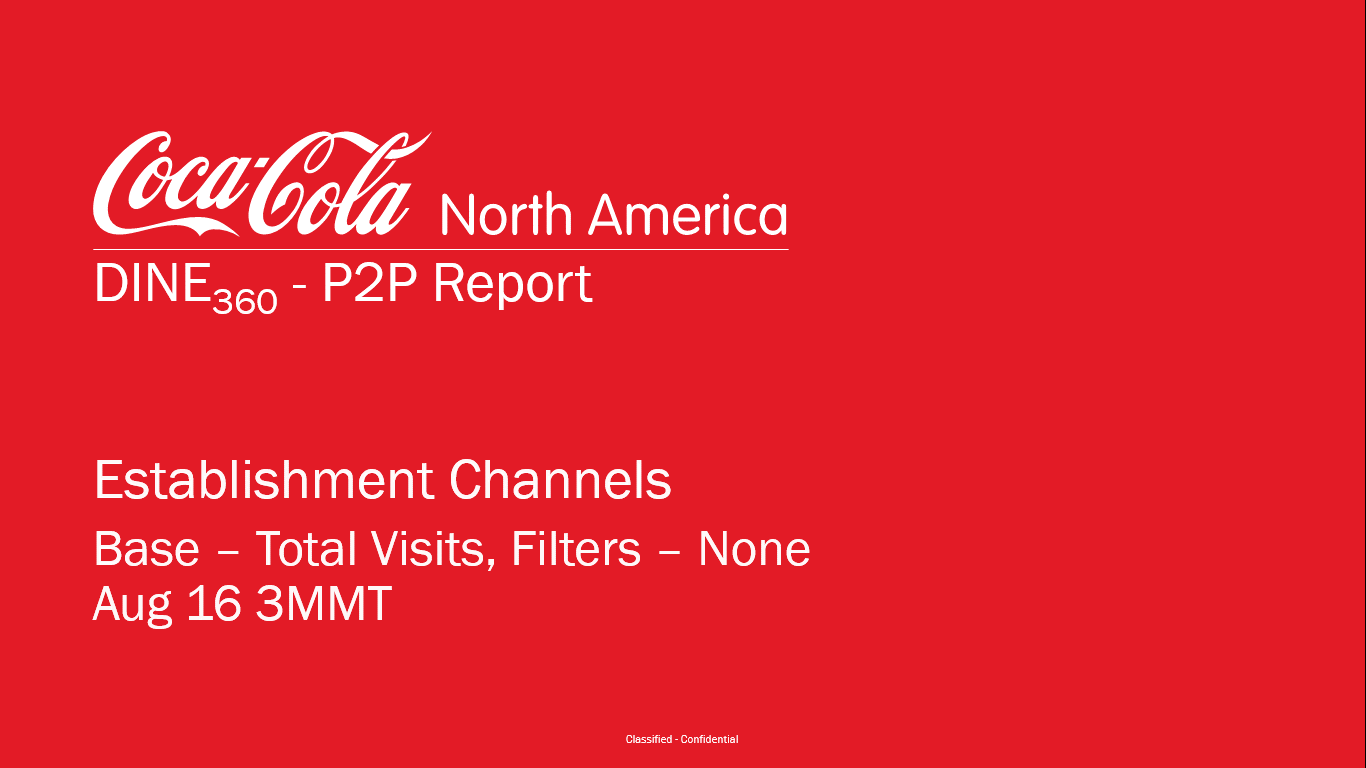 Coca-Cola North America
DINE360 - P2P Report
Establishment Channels
Base – Total Visits, Filters – None
Aug 16 3MMT
Classified - Confidential